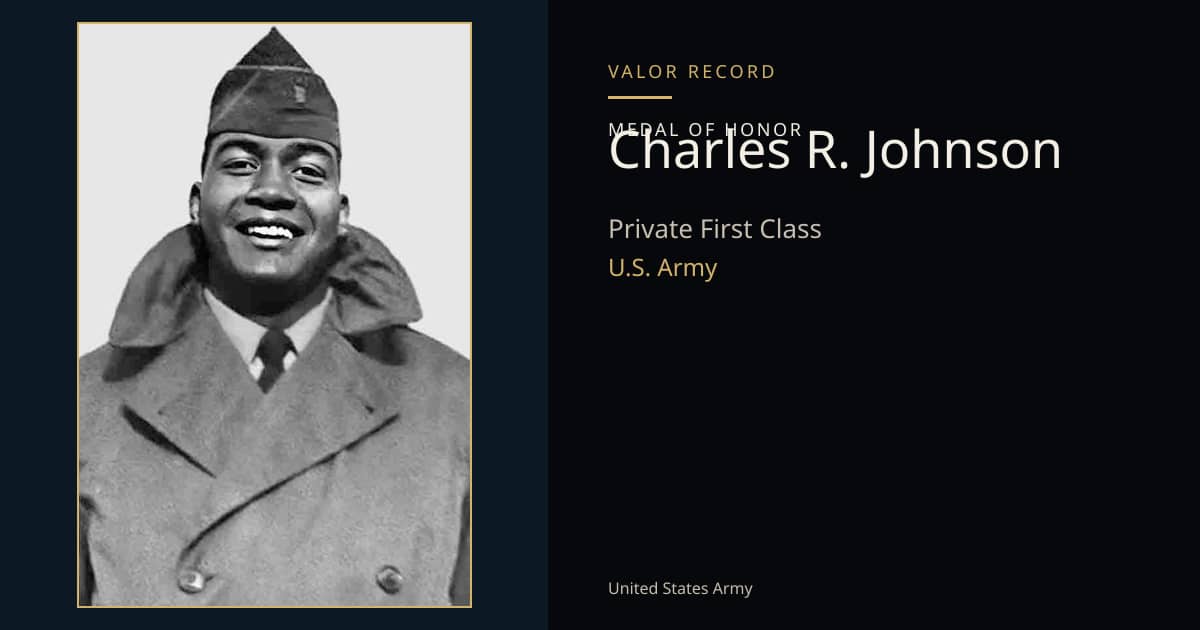 VALOR RECORD
MEDAL OF HONOR
Charles R. Johnson
Private First Class
U.S. Army
United States Army